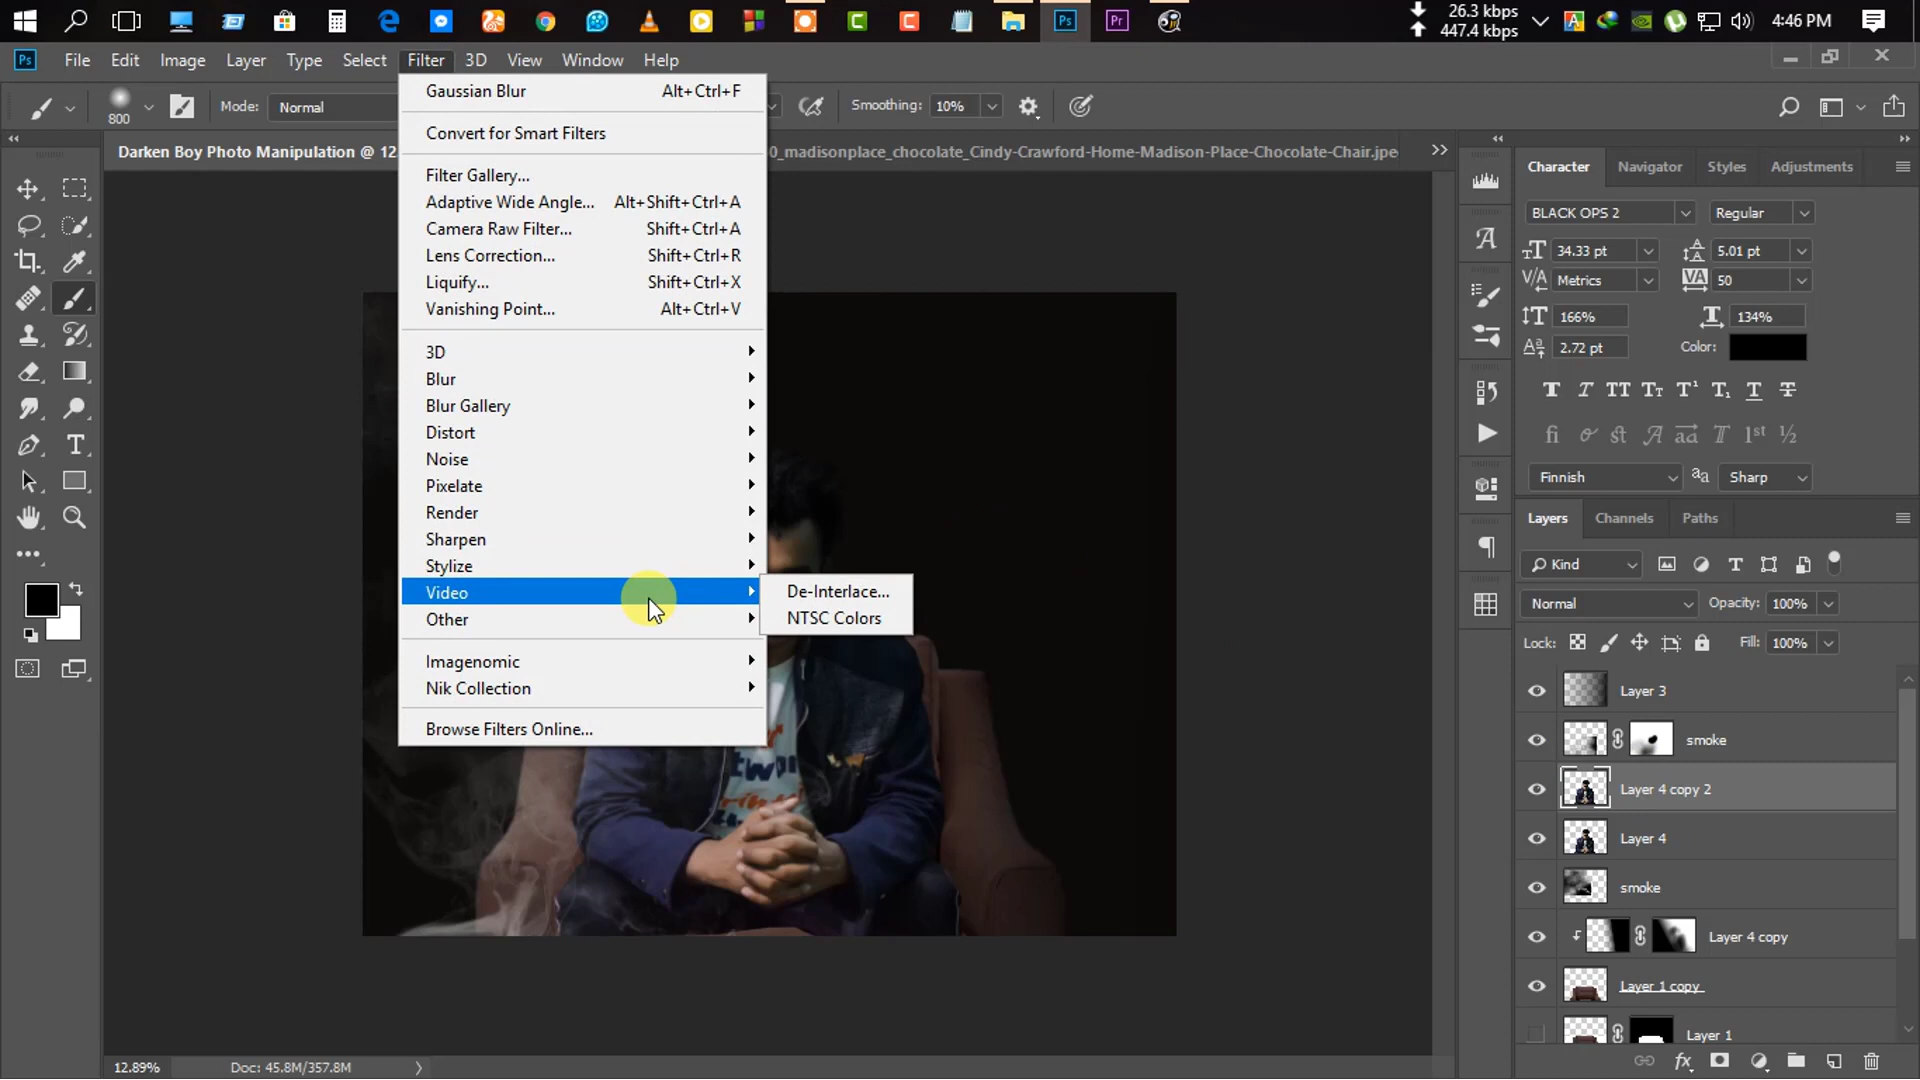 26.3 kbps
447.4 kbps
4:46 PM
Ps File Edit Image Layer Type Select Filter 3D View Window Help
800 Mode: Normal Smoothing: 10%
Darken Boy Photo Manipulation @ 12
0_madisonplace_chocolate_Cindy-Crawford-Home-Madison-Place-Chocolate-Chair.jpe
Gaussian Blur Alt+Ctrl+F
Convert for Smart Filters
Filter Gallery...
Adaptive Wide Angle... Alt+Shift+Ctrl+A
Camera Raw Filter... Shift+Ctrl+A
Lens Correction... Shift+Ctrl+R
Liquify... Shift+Ctrl+X
Vanishing Point... Alt+Ctrl+V
3D
Blur
Blur Gallery
Distort
Noise
Pixelate
Render
Sharpen
Stylize
Video
Other
Imagenomic
Nik Collection
Browse Filters Online...
De-Interlace...
NTSC Colors
Character Navigator Styles Adjustments
BLACK OPS 2 Regular
34.33 pt 5.01 pt
Metrics 50
166% 134%
2.72 pt Color:
Finnish aa Sharp
Layers Channels Paths
Kind
Normal Opacity: 100%
Lock: Fill: 100%
Layer 3
smoke
Layer 4 copy 2
Layer 4
smoke
Layer 4 copy
Layer 1 copy
Layer 1
12.89% Doc: 45.8M/357.8M